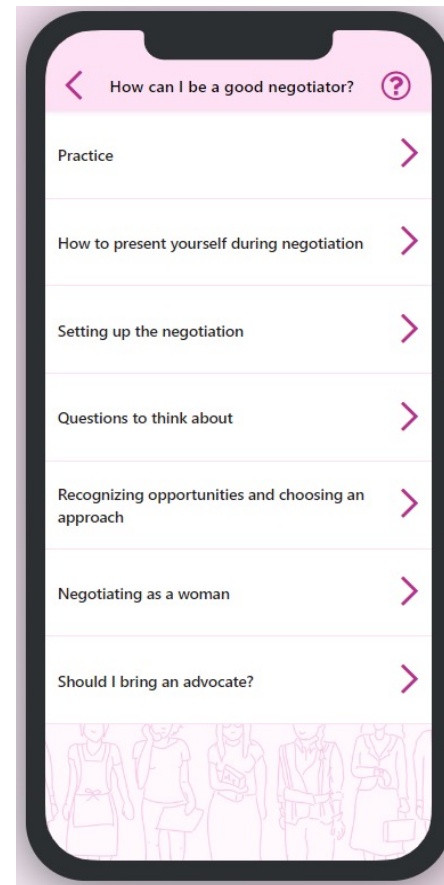 How can I be a good negotiator? ?
Practice
How to present yourself during negotiation
Setting up the negotiation
Questions to think about
Recognizing opportunities and choosing an
approach
Negotiating as a woman
Should I bring an advocate?